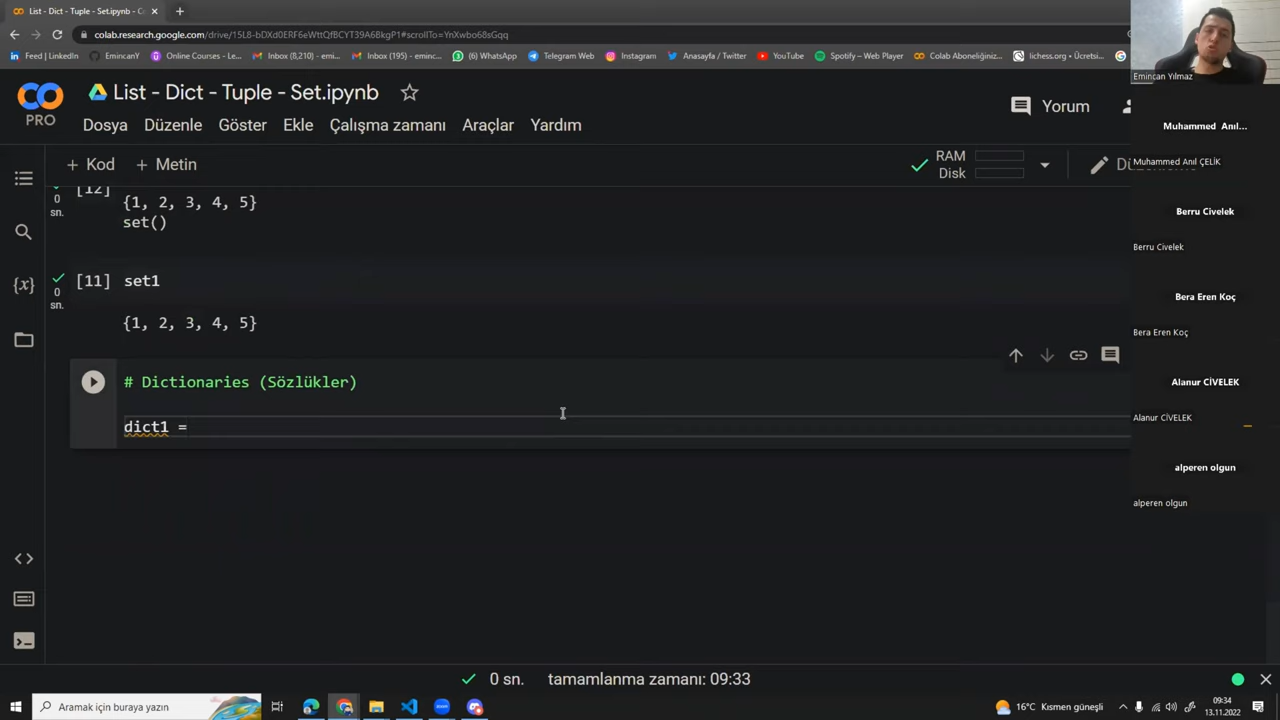 List - Dict - Tuple - Set.ipynb - C
colab.research.google.com/drive/15L8-bDXd0ERF6eWttQfBCYT39A6BkgP1#scrollTo=YnXwbo68sGqq
Feed | LinkedIn
EmincanY
Online Courses - Le...
Inbox (8,210) - eminc...
Inbox (195) - eminc...
(6) WhatsApp
Telegram Web
Instagram
Anasayfa / Twitter
YouTube
Spotify – Web Player
Colab Aboneliğiniz...
lichess.org • Ücretsi...
List - Dict - Tuple - Set.ipynb
PRO
Yorum
Dosya Düzenle Göster Ekle Çalışma zamanı Araçlar Yardım
+ Kod + Metin
RAM
Disk
[12]
0
sn.
{1, 2, 3, 4, 5}
set()
[11] set1
0
sn.
{1, 2, 3, 4, 5}
# Dictionaries (Sözlükler)
dict1 =
0 sn. tamamlanma zamanı: 09:33
Emincan Yılmaz
Muhammed Anıl...
Muhammed Anıl ÇELİK
Berru Civelek
Berru Civelek
Bera Eren Koç
Bera Eren Koç
Alanur CİVELEK
Alanur CİVELEK
alperen olgun
alperen olgun
Aramak için buraya yazın
16°C Kısmen güneşli
09:34
13.11.2022